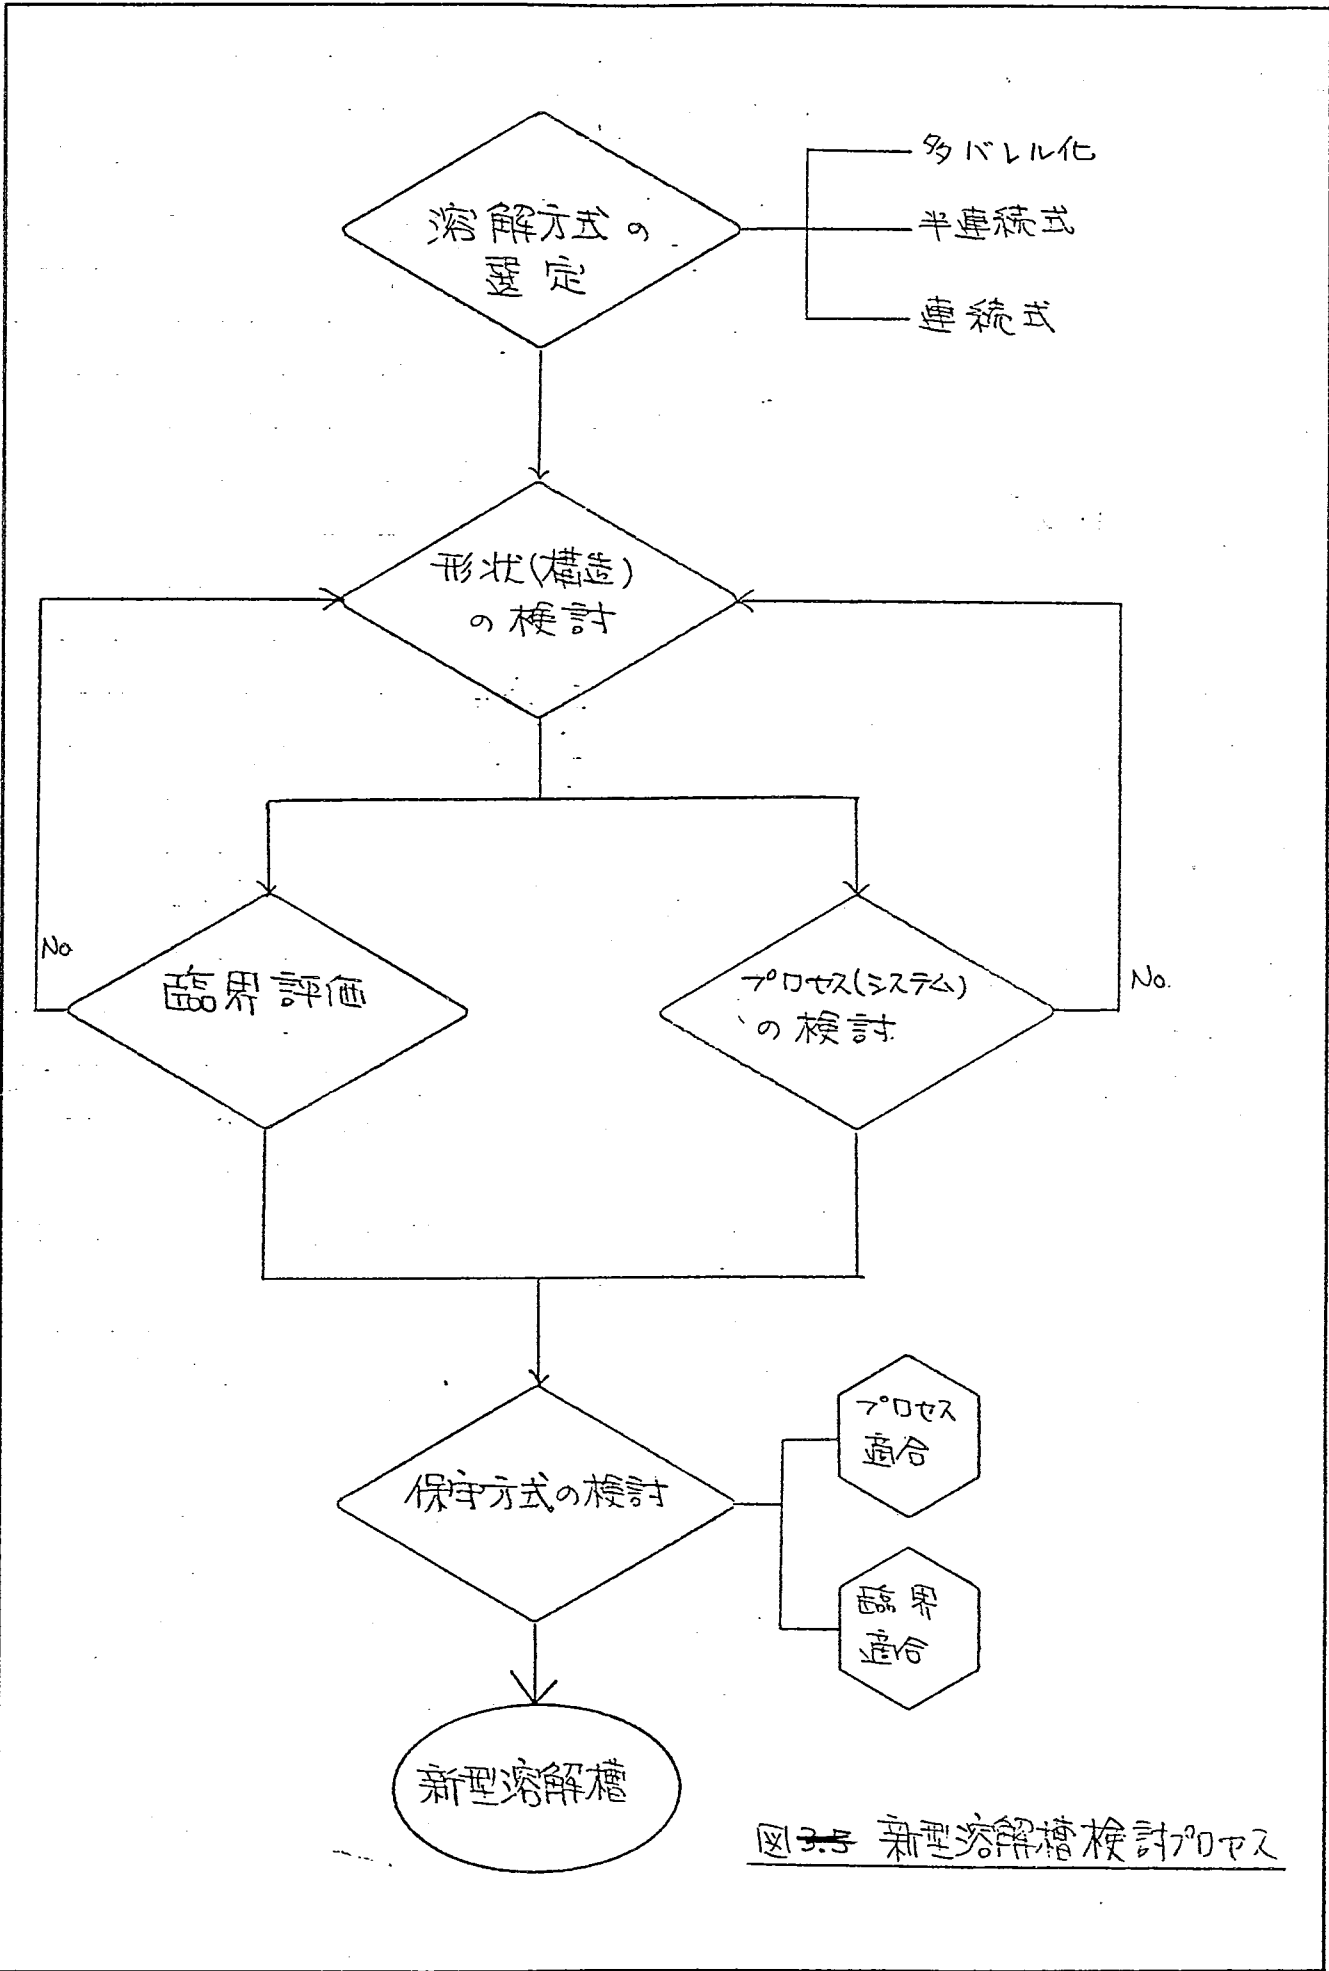 溶解方式の
選定
多バレル化
半連続式
連続式
形状(構造)
の検討
No
臨界評価
プロセス(システム)
の検討
No.
保守方式の検討
プロセス
適合
臨界
適合
新型溶解槽
図3.5 新型溶解槽検討プロセス